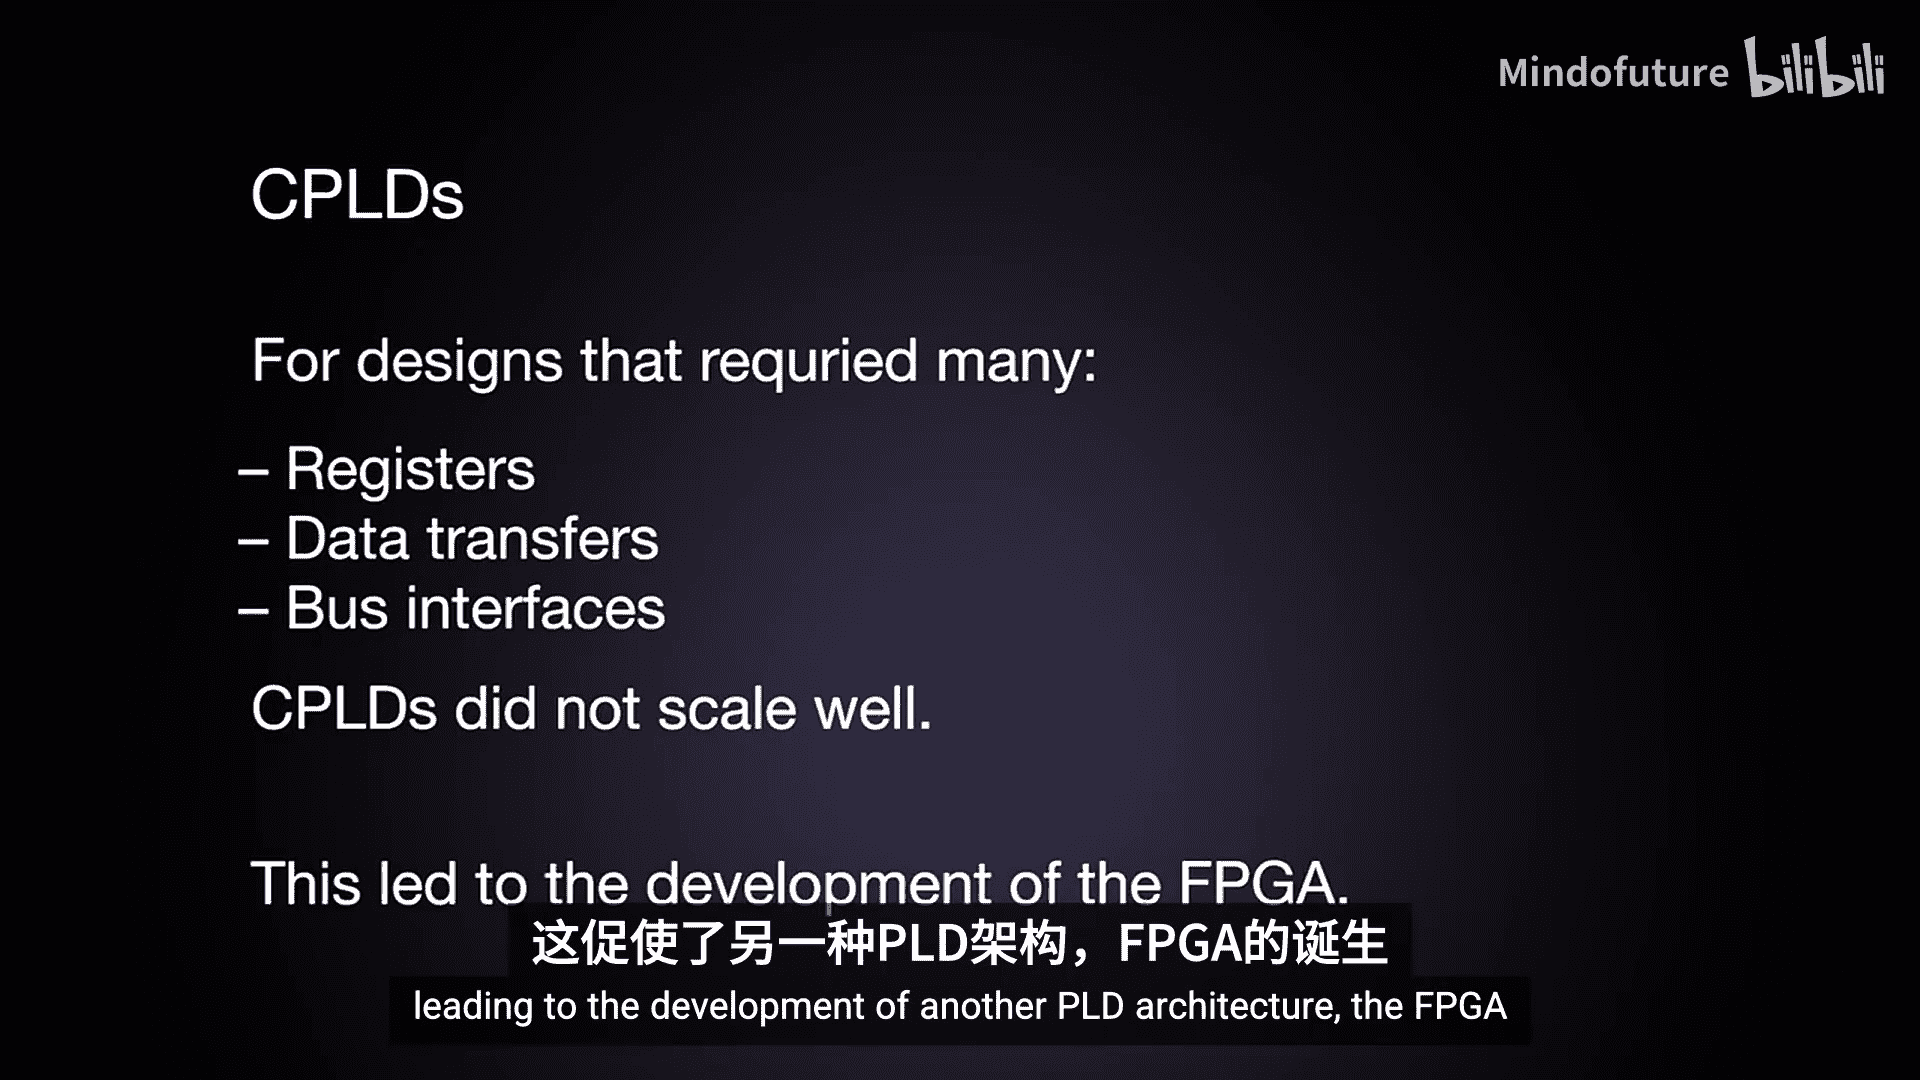 Mindofuture bilibili
CPLDs
For designs that requried many:
– Registers
– Data transfers
– Bus interfaces
CPLDs did not scale well.
This led to the development of the FPGA.
这促使了另一种PLD架构，FPGA的诞生
leading to the development of another PLD architecture, the FPGA